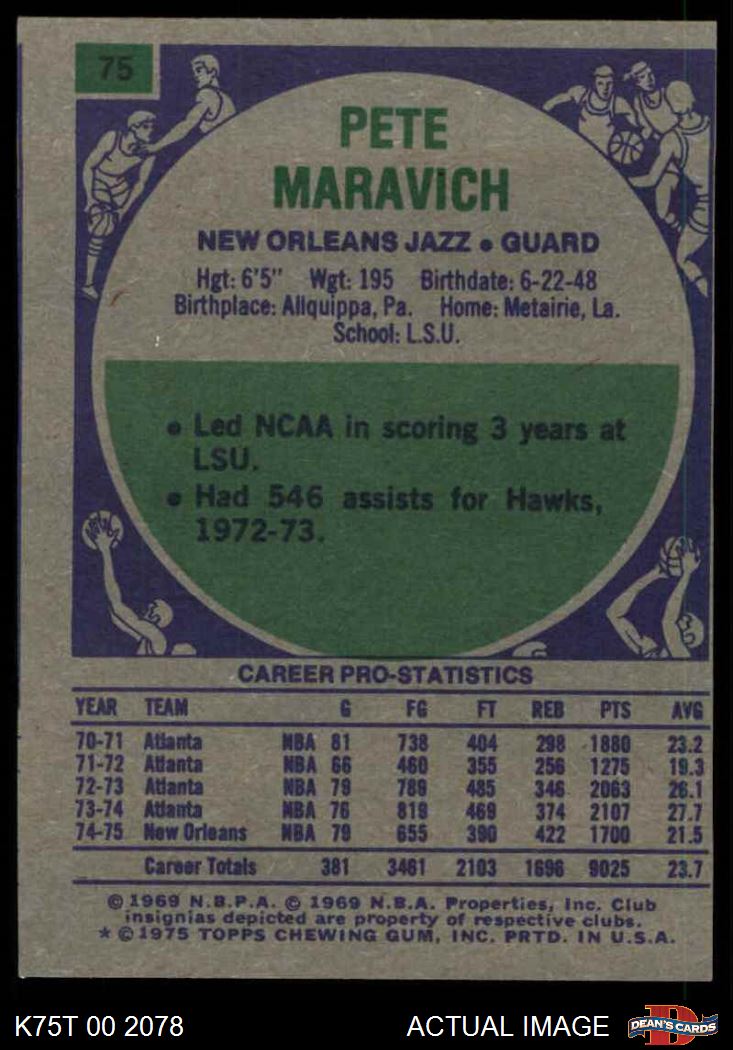 75
PETE
MARAVICH
NEW ORLEANS JAZZ • GUARD
Hgt: 6'5" Wgt: 195 Birthdate: 6-22-48
Birthplace: Aliquippa, Pa. Home: Metairie, La.
School: L.S.U.
• Led NCAA in scoring 3 years at
LSU.
• Had 546 assists for Hawks,
1972-73.
CAREER PRO-STATISTICS
YEAR TEAM G FG FT REB PTS AVG
70-71 Atlanta NBA 81 738 404 298 1880 23.2
71-72 Atlanta NBA 66 460 355 256 1275 19.3
72-73 Atlanta NBA 79 789 485 346 2063 26.1
73-74 Atlanta NBA 76 819 469 374 2107 27.7
74-75 New Orleans NBA 79 655 390 422 1700 21.5
Career Totals 381 3461 2103 1696 9025 23.7
© 1969 N.B.P.A. © 1969 N.B.A. Properties, Inc. Club
insignias depicted are property of respective clubs.
* © 1975 TOPPS CHEWING GUM, INC. PRTD. IN U.S.A.
K75T 00 2078 ACTUAL IMAGE D DEAN'S CARDS